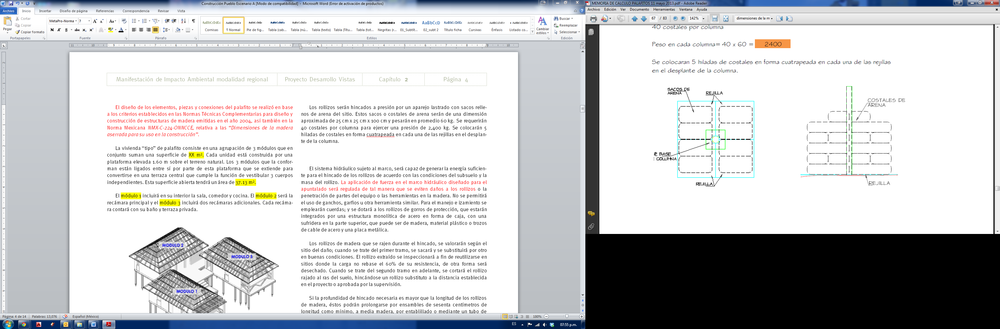 Construcción Pueblo Escenario A [Modo de compatibilidad] - Microsoft Word (Error de activación de productos)
Archivo Inicio Insertar Diseño de página Referencias Correspondencia Revisar Vista
Pegar
Cortar
Copiar
Copiar formato
Portapapeles
MetaPro-Norma 7
N K S abc x₂ x²
Fuente
Párrafo
AaBbCcDdEe AaBbCcDdEe AaBbCcDdEe AaBbCcDdEe AaBbCcDdEe AaBbCcDdEe AaBbCcDdEe AaBbCcDdEe AaBbCcD AaBbCcDdEe AaBbCcDdEe AaBbCcDdEe
Cornisas ¶ Normal Pie de fig... Tabla (cab... Tabla (nú... Tabla (texto) Tabla (Títu... Tabla (tot... Negritas (r... 01_Subtít... 02_subt 2 Título ficha Cursivas Énfasis Listado co...
Cambiar estilos
Estilos
Buscar
Reemplazar
Seleccionar
Edición
Manifestación de Impacto Ambiental modalidad regional Proyecto Desarrollo Vistas Capítulo 2 Página 4
El diseño de los elementos, piezas y conexiones del palafito se realizó en base
a los criterios establecidos en las Normas Técnicas Complementarias para diseño y
construcción de estructuras de madera emitidas en el año 2004, así también en la
Norma Mexicana NMX-C-224-ONNCCE, relativa a las “Dimensiones de la madera
aserrada para su uso en la construcción”.
La vivienda “tipo” de palafito consiste en una agrupación de 3 módulos que en
conjunto suman una superficie de XX m². Cada unidad está construida por una
plataforma elevada 1.60 m sobre el terreno natural. Los 3 módulos que la confor-
man están ligados entre sí por parte de esta plataforma que se extiende para
convertirse en una terraza central que cumple la función de vestibular 3 cuerpos
independientes. Esta superficie abierta tendrá un área de 37.13 m².
El módulo 1 incluirá en su interior la sala, comedor y cocina. El módulo 2 será la
recámara principal y el módulo 3 incluirá dos recámaras adicionales. Cada recáma-
ra contará con su baño y terraza privada.
MODULO 2
MODULO 3
MODULO 1
Los rollizos serán hincados a presión por un aparejo lastrado con sacos relle-
nos de arena del sitio. Estos sacos o costales de arena serán de una dimensión
aproximada de 25 cm x 25 cm x 100 cm y pesarán en promedio 60 kg. Se requerirán
40 costales por columna para ejercer una presión de 2,400 kg. Se colocarán 5
hiladas de costales en forma cuatrapeada en cada una de las rejillas en el desplan-
te de la columna.
El sistema hidráulico sujeto al marco, será capaz de generar la energía suficien-
te para el hincado de los rollizos de acuerdo con las condiciones del subsuelo y la
masa del rollizo. La aplicación de fuerza en el marco hidráulico diseñado para el
apuntalado será regulada de tal manera que se eviten daños a los rollizos o la
penetración de partes del equipo o las herramientas en la madera. No se permitirá
el uso de ganchos, garfios u otra herramienta similar. Para el manejo e izamiento se
emplearán cuerdas; y se dotará a los rollizos de gorros de protección, que estarán
integrados por una estructura monolítica de acero en forma de caja, con una
sufridera en la parte superior, que puede ser de madera, material plástico o trozos
de cable de acero y una placa metálica.
Los rollizos de madera que se rajen durante el hincado, se valorarán según el
sitio del daño; cuando se trate del primer tramo, se sacará y se substituirá por otro
en buenas condiciones. El rollizo extraído se inspeccionará a fin de reutilizarse en
sitios donde la carga no rebase el 60% de su resistencia, de otra forma será
desechado. Cuando se trate del segundo tramo en adelante, se cortará el rollizo
rajado al ras del suelo, hincándose un rollizo substituto a la distancia establecida
en el proyecto o aprobada por la supervisión.
Si la profundidad de hincado necesaria es mayor que la longitud de los rollizos
de madera, éstos podrán prolongarse por ensambles de sesenta centímetros de
longitud como mínimo, a media madera, por entablillado o mediante un tubo de
Página: 4 de 14 Palabras: 13,076 Español (México) 180%
ES 07:55 p.m.
MEMORIA DE CALCULO PALAFITOS 11 mayo 2013.pdf - Adobe Reader
Archivo Edición Ver Documento Herramientas Ventana Ayuda
67 / 83 142% dimensiones de la m
40 costales por columna
Peso en cada columna= 40 x 60 = 2400
Se colocaran 5 hiladas de costales en forma cuatrapeada en cada una de las rejillas
en el desplante de la columna.
SACOS DE
ARENA
REJILLA
BASE
COLUMNA
REJILLA
COSTALES DE
ARENA
REJILLA